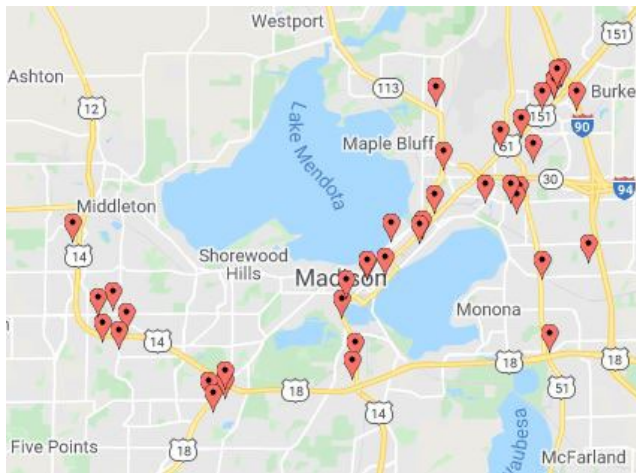 Westport
151
Ashton
12
113
Burke
151
90
Lake Mendota
Maple Bluff
61
30
94
Middleton
14
Shorewood
Hills
Madison
Monona
14
18
18
18
51
14
18
Five Points
McFarland